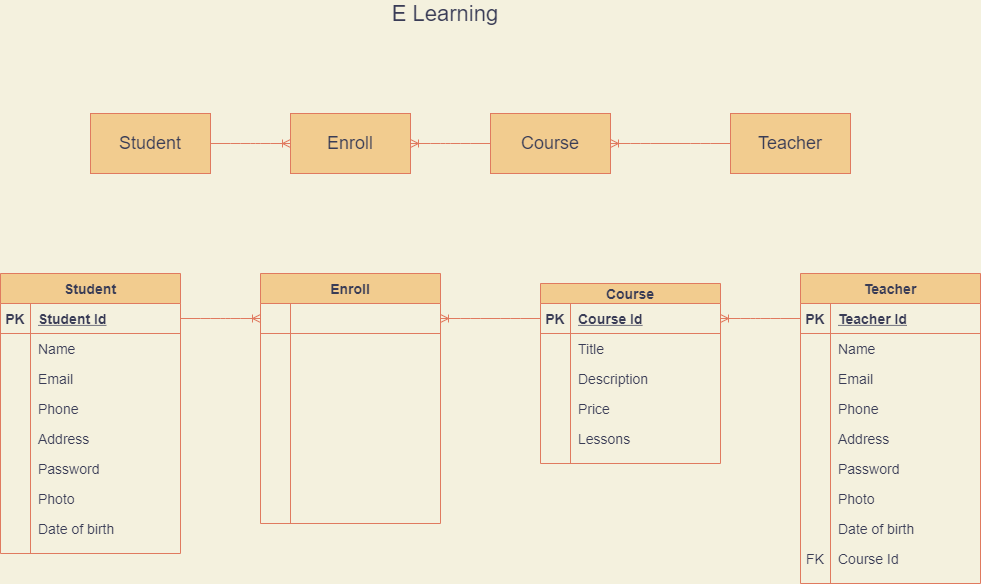 E Learning
Student
Enroll
Course
Teacher
Student
PK Student Id
Name
Email
Phone
Address
Password
Photo
Date of birth
Enroll
Course
PK Course Id
Title
Description
Price
Lessons
Teacher
PK Teacher Id
Name
Email
Phone
Address
Password
Photo
Date of birth
FK Course Id